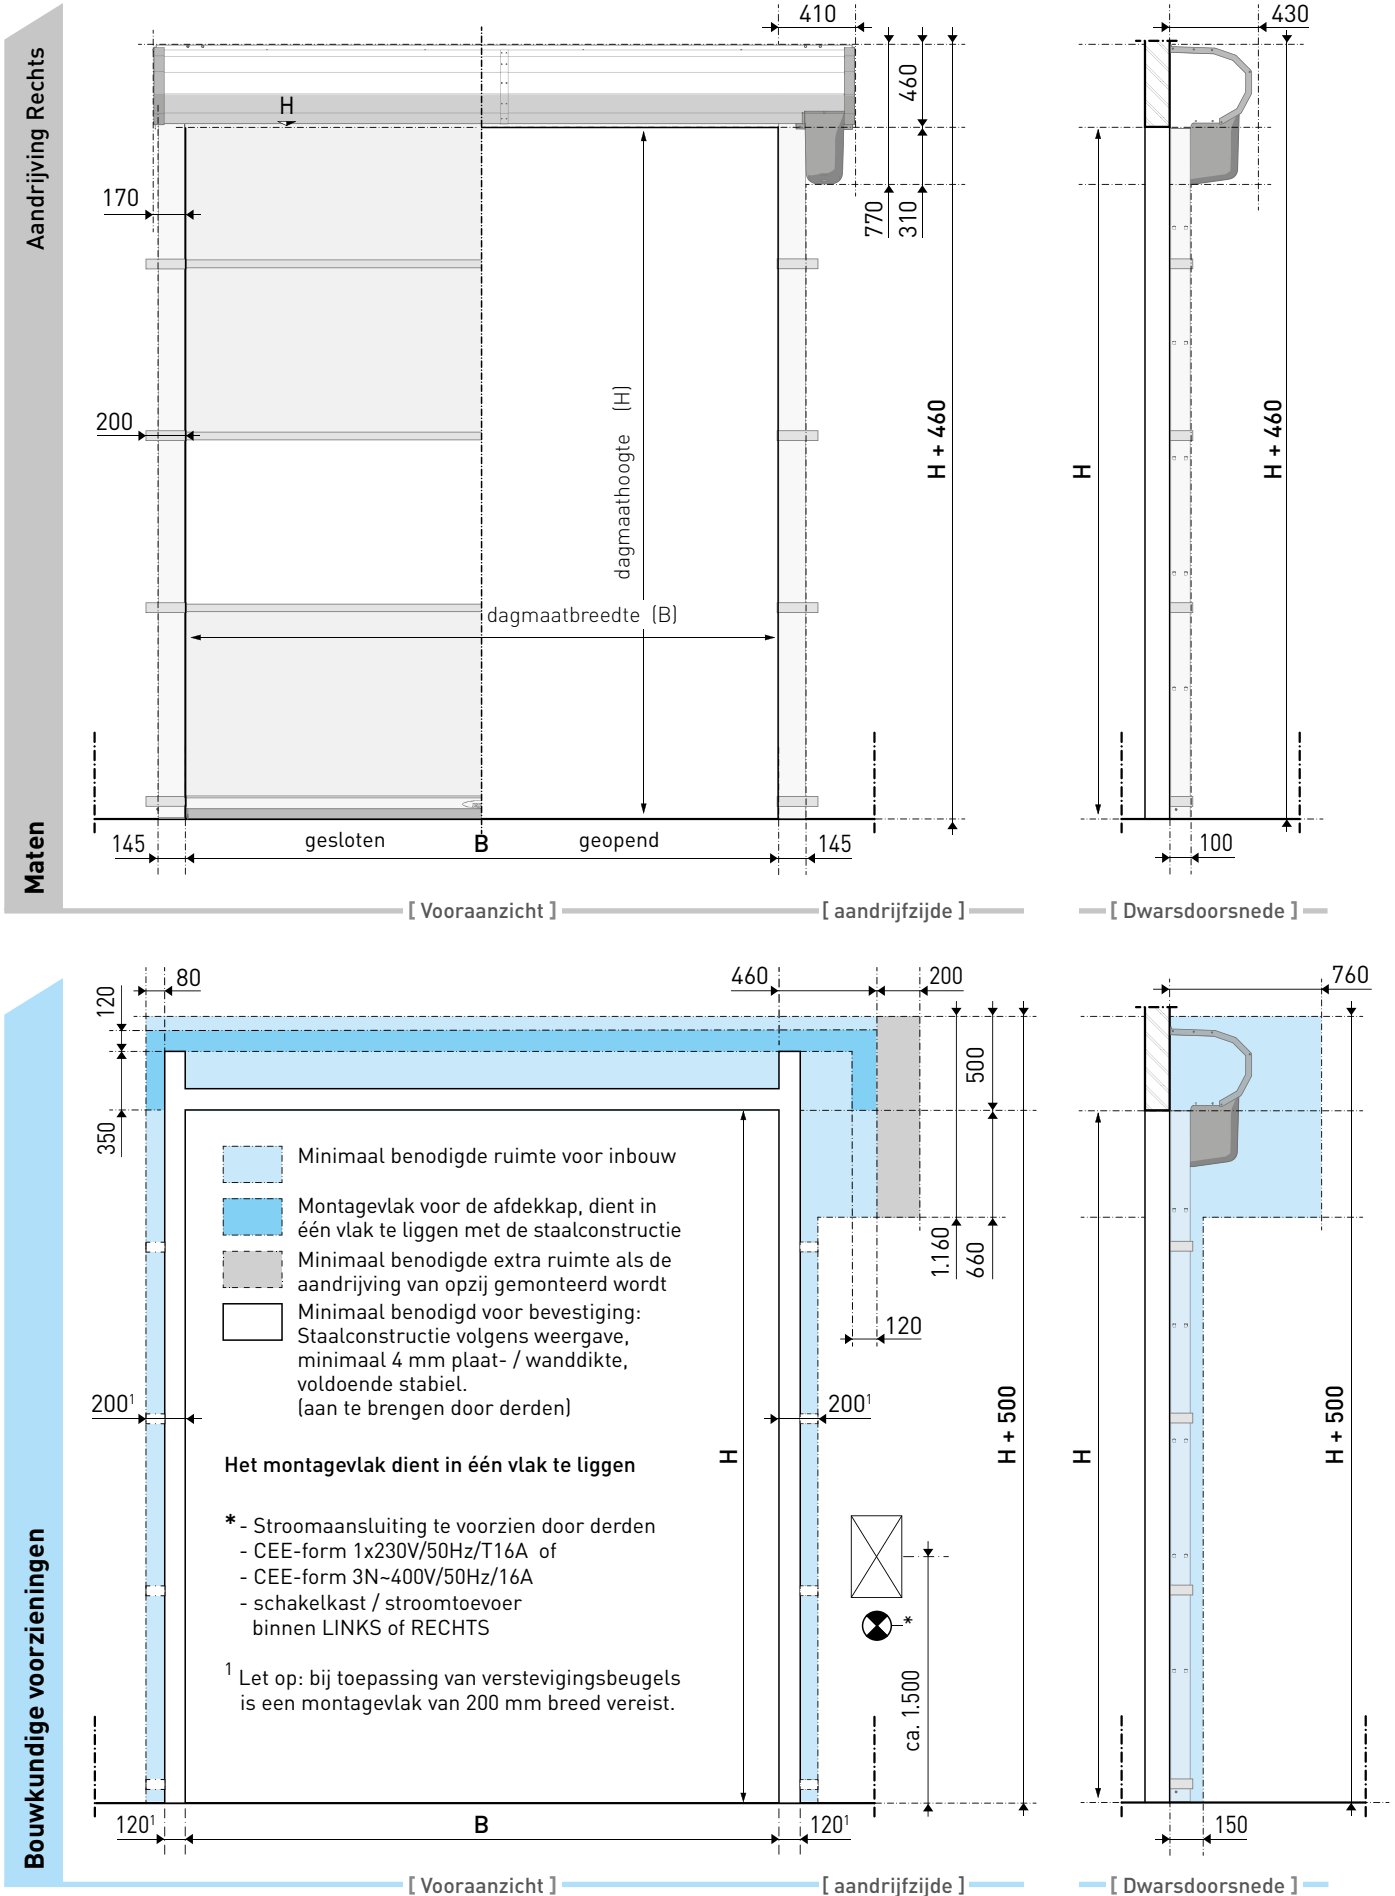 Aandrijving Rechts
Maten
410
430
H
460
170
770
310
200
dagmaathoogte (H)
H + 460
H
H + 460
dagmaatbreedte (B)
145
gesloten
B
geopend
145
100
[ Vooraanzicht ]
[ aandrijfzijde ]
[ Dwarsdoorsnede ]
Bouwkundige voorzieningen
80
460
200
760
120
500
350
Minimaal benodigde ruimte voor inbouw
Montagevlak voor de afdekkap, dient in
één vlak te liggen met de staalconstructie
Minimaal benodigde extra ruimte als de
aandrijving van opzij gemonteerd wordt
Minimaal benodigd voor bevestiging:
Staalconstructie volgens weergave,
minimaal 4 mm plaat- / wanddikte,
voldoende stabiel.
(aan te brengen door derden)
1.160
660
120
200¹
200¹
H
H + 500
H
H + 500
Het montagevlak dient in één vlak te liggen
* - Stroomaansluiting te voorzien door derden
- CEE-form 1x230V/50Hz/T16A of
- CEE-form 3N~400V/50Hz/16A
- schakelkast / stroomtoevoer
binnen LINKS of RECHTS
*
¹ Let op: bij toepassing van verstevigingsbeugels
is een montagevlak van 200 mm breed vereist.
ca. 1.500
120¹
B
120¹
150
[ Vooraanzicht ]
[ aandrijfzijde ]
[ Dwarsdoorsnede ]